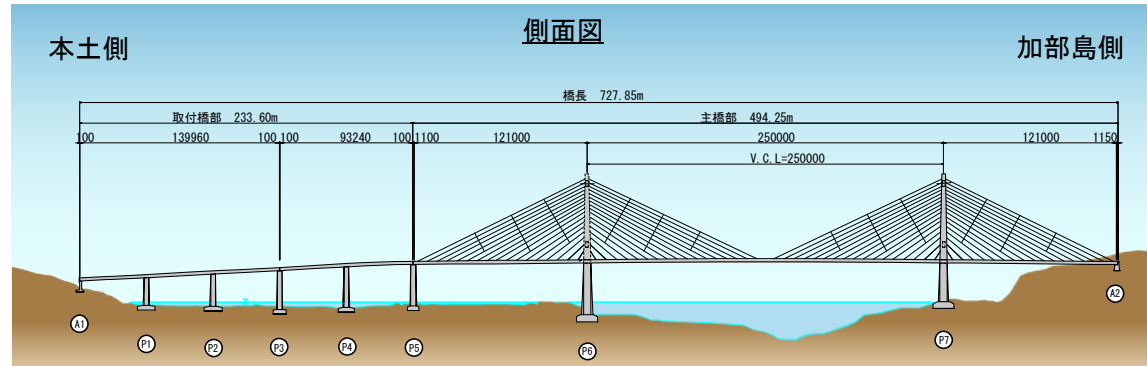 側面図
本土側
加部島側
橋長 727.85m
取付橋部 233.60m
主橋部 494.25m
100
139960
100,100
93240
100,1100
121000
250000
121000
1150
V.C.L=250000
A1
P1
P2
P3
P4
P5
P6
P7
A2